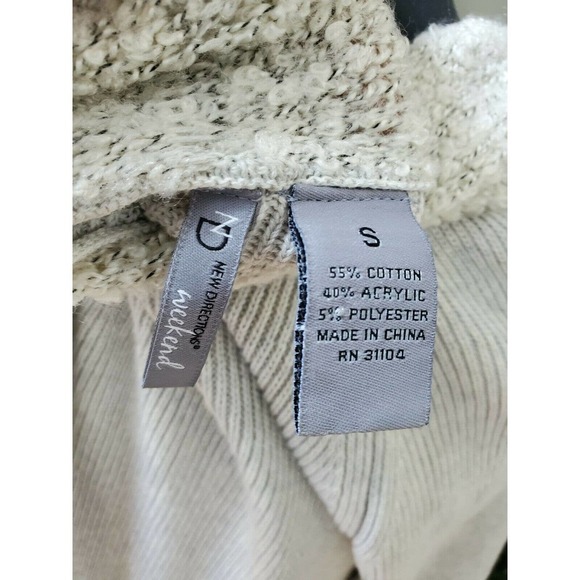 ND
NEW DIRECTIONS®
weekend
S
55% COTTON
40% ACRYLIC
5% POLYESTER
MADE IN CHINA
RN 31104